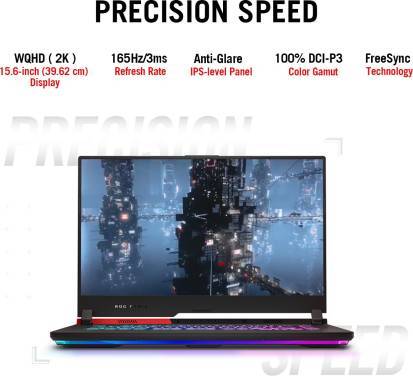 PRECISION SPEED
WQHD ( 2K )
15.6-inch (39.62 cm)
Display
165Hz/3ms
Refresh Rate
Anti-Glare
IPS-level Panel
100% DCI-P3
Color Gamut
FreeSync
Technology
PRECISION
ROG
SPEED